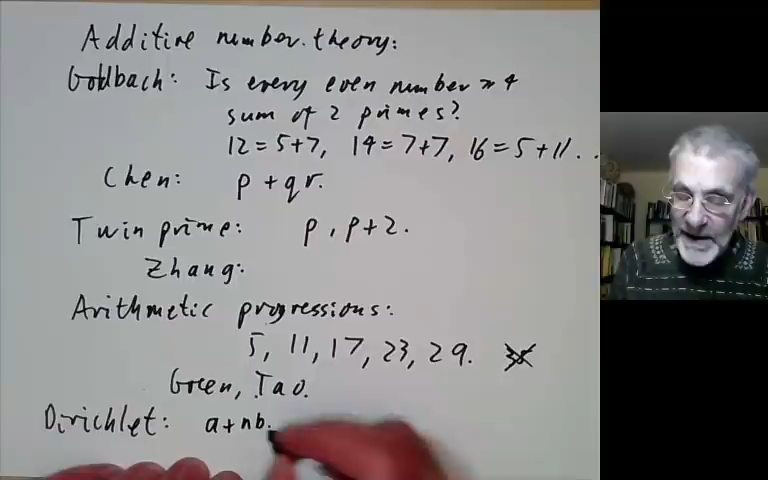 Additive number theory:
Goldbach: Is every even number ≥ 4
sum of 2 primes?
12 = 5+7, 14 = 7+7, 16 = 5+11...
Chen: p + qr.
Twin prime: p, p+2.
Zhang:
Arithmetic progressions:
5, 11, 17, 23, 29.
Green, Tao.
Dirichlet: a+nb.